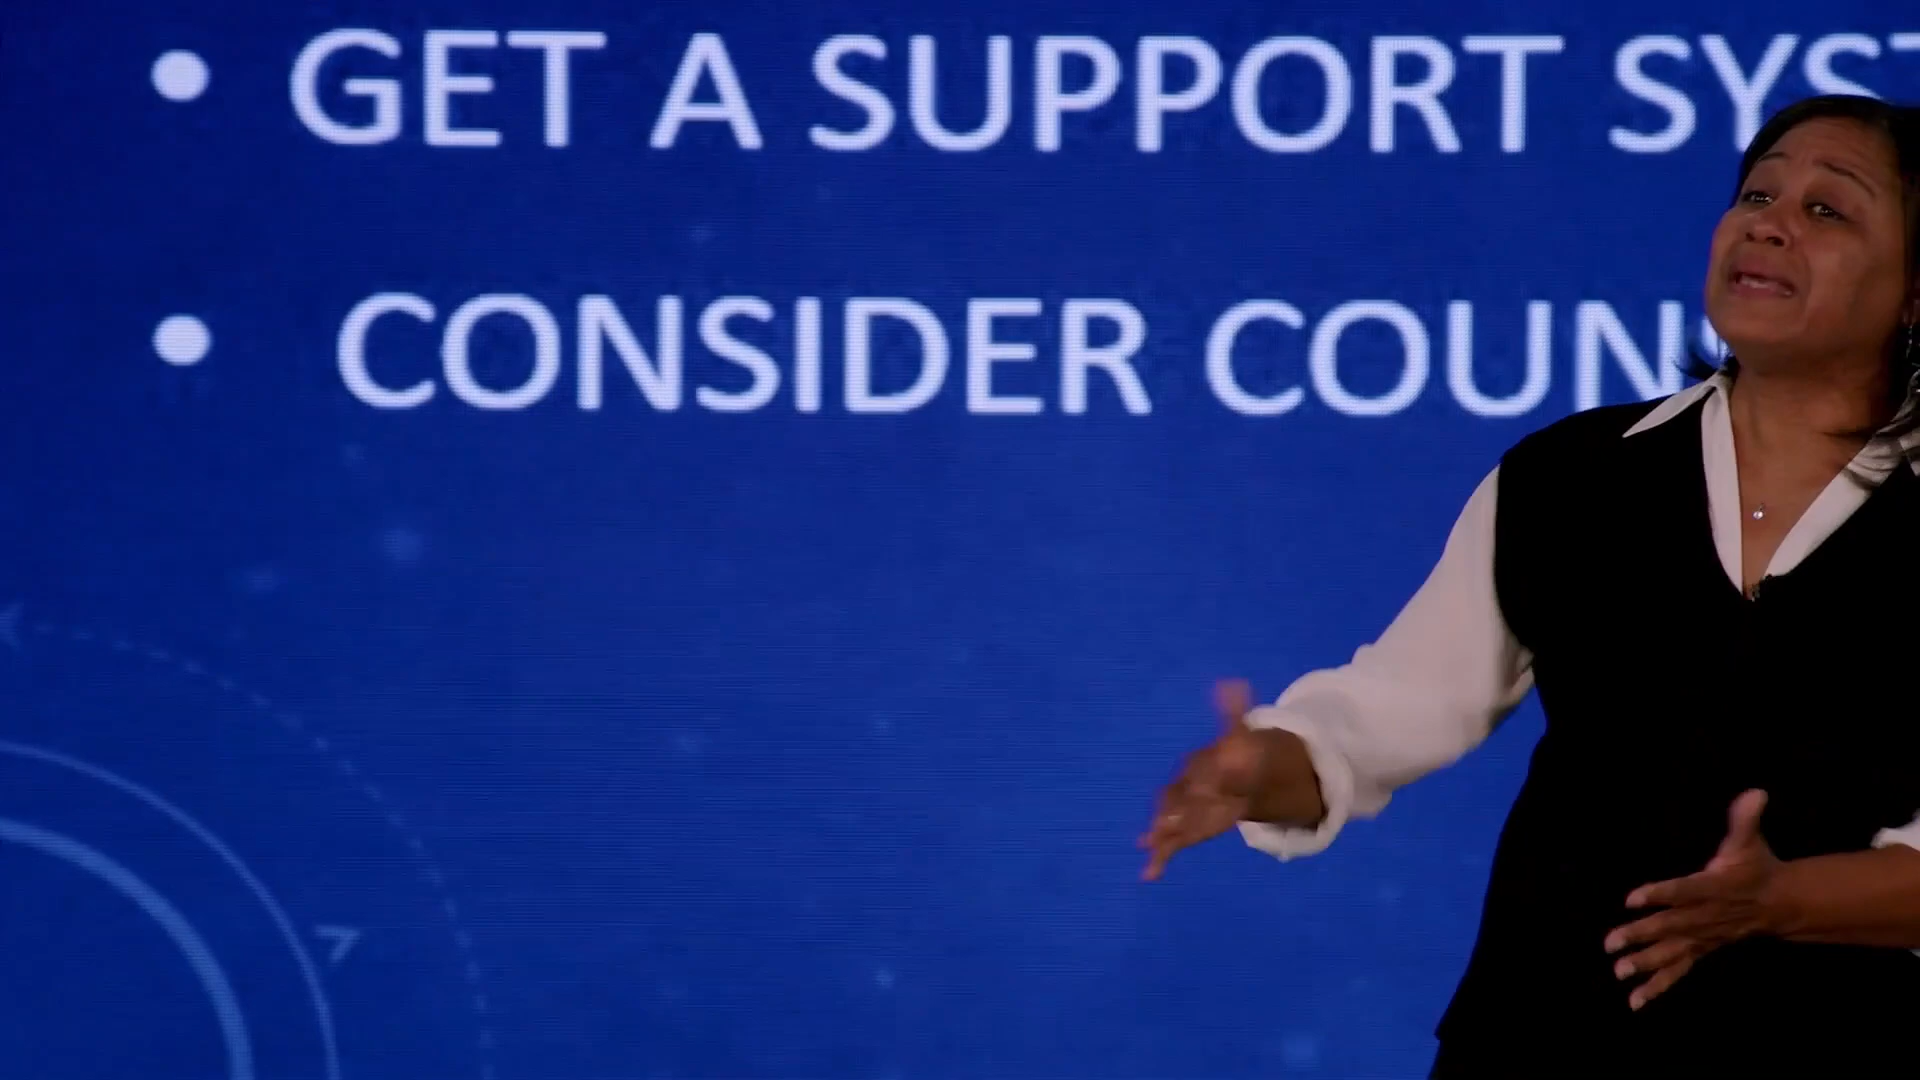 • GET A SUPPORT SYST
• CONSIDER COUN